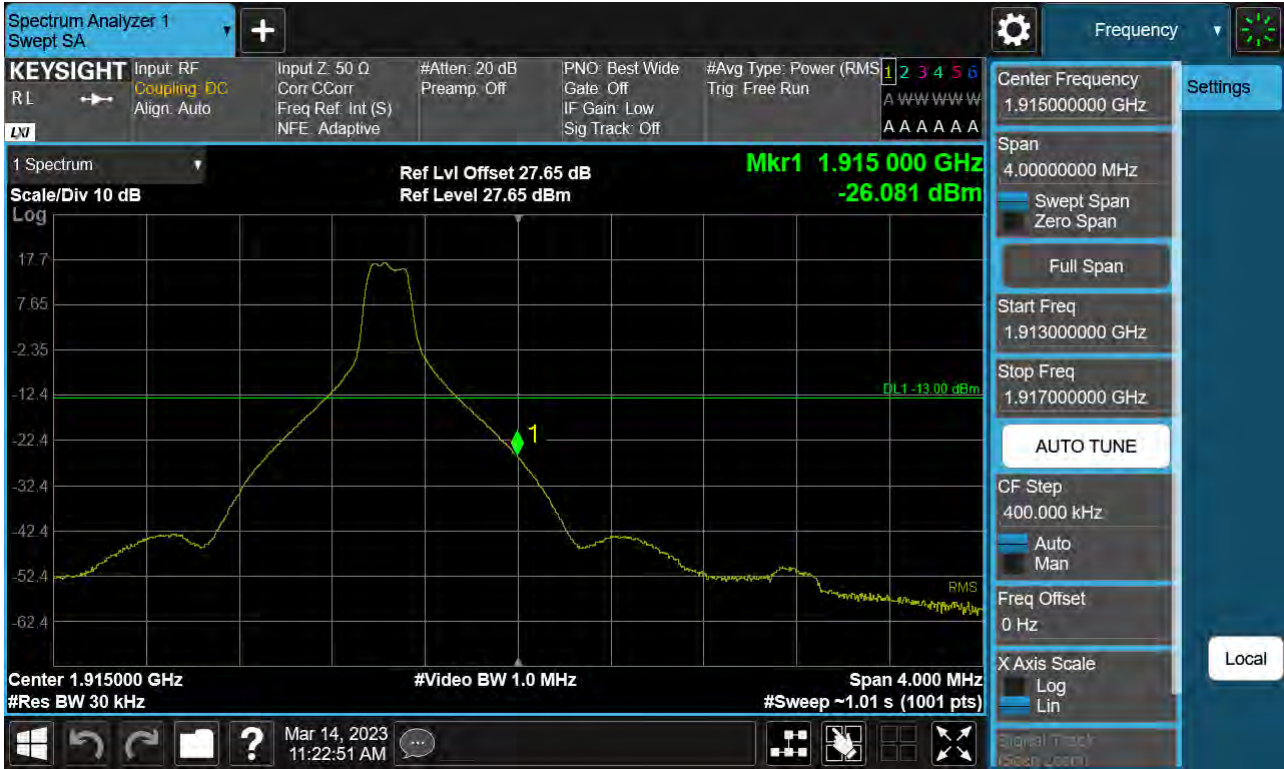 Spectrum Analyzer 1
Swept SA
Frequency
KEYSIGHT
R L
LXI
Input: RF
Coupling: DC
Align: Auto
Input Z: 50 Ω
Corr CCorr
Freq Ref: Int (S)
NFE: Adaptive
#Atten: 20 dB
Preamp: Off
PNO: Best Wide
Gate: Off
IF Gain: Low
Sig Track: Off
#Avg Type: Power (RMS
Trig: Free Run
1 2 3 4 5 6
A W W W W W
A A A A A A
1 Spectrum
Scale/Div 10 dB
Log
Ref Lvl Offset 27.65 dB
Ref Level 27.65 dBm
Mkr1 1.915 000 GHz
-26.081 dBm
17.7
7.65
-2.35
-12.4
-22.4
-32.4
-42.4
-52.4
-62.4
DL1 -13.00 dBm
1
RMS
Center 1.915000 GHz
#Res BW 30 kHz
#Video BW 1.0 MHz
Span 4.000 MHz
#Sweep ~1.01 s (1001 pts)
Center Frequency
1.915000000 GHz
Span
4.00000000 MHz
Swept Span
Zero Span
Full Span
Start Freq
1.913000000 GHz
Stop Freq
1.917000000 GHz
AUTO TUNE
CF Step
400.000 kHz
Auto
Man
Freq Offset
0 Hz
X Axis Scale
Log
Lin
Signal Track
(Span Zoom)
Settings
Local
?
Mar 14, 2023
11:22:51 AM